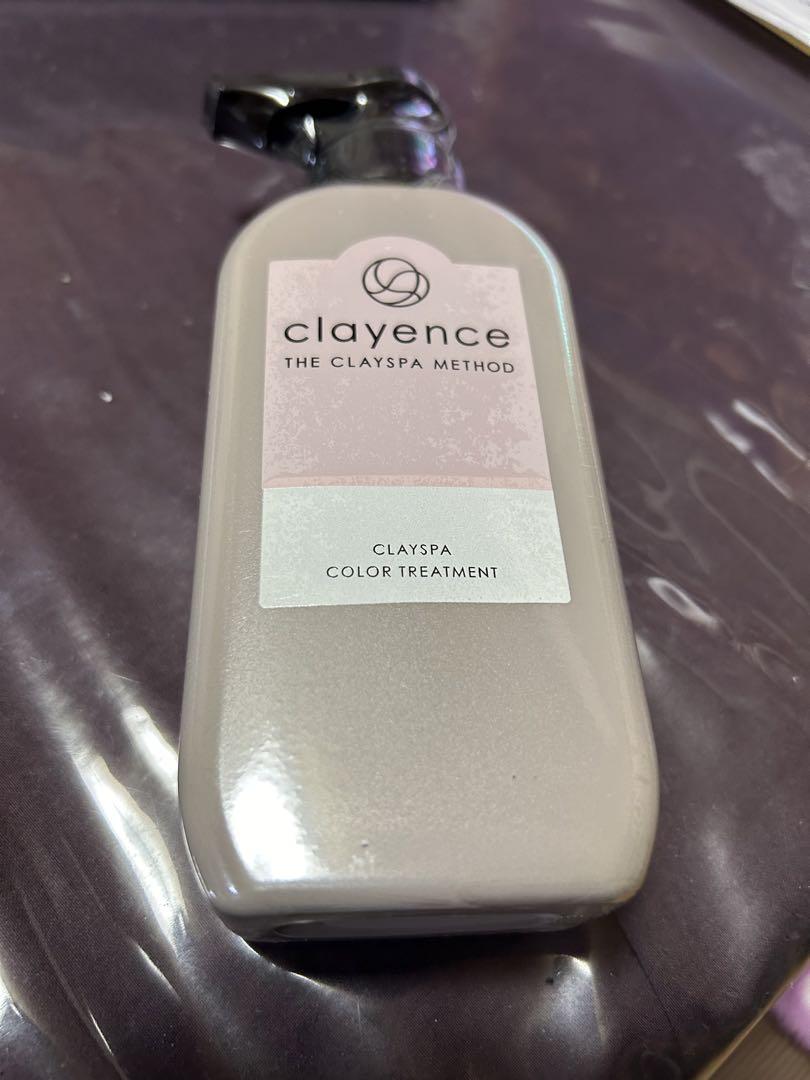 clayence
THE CLAYSPA METHOD
CLAYSPA
COLOR TREATMENT